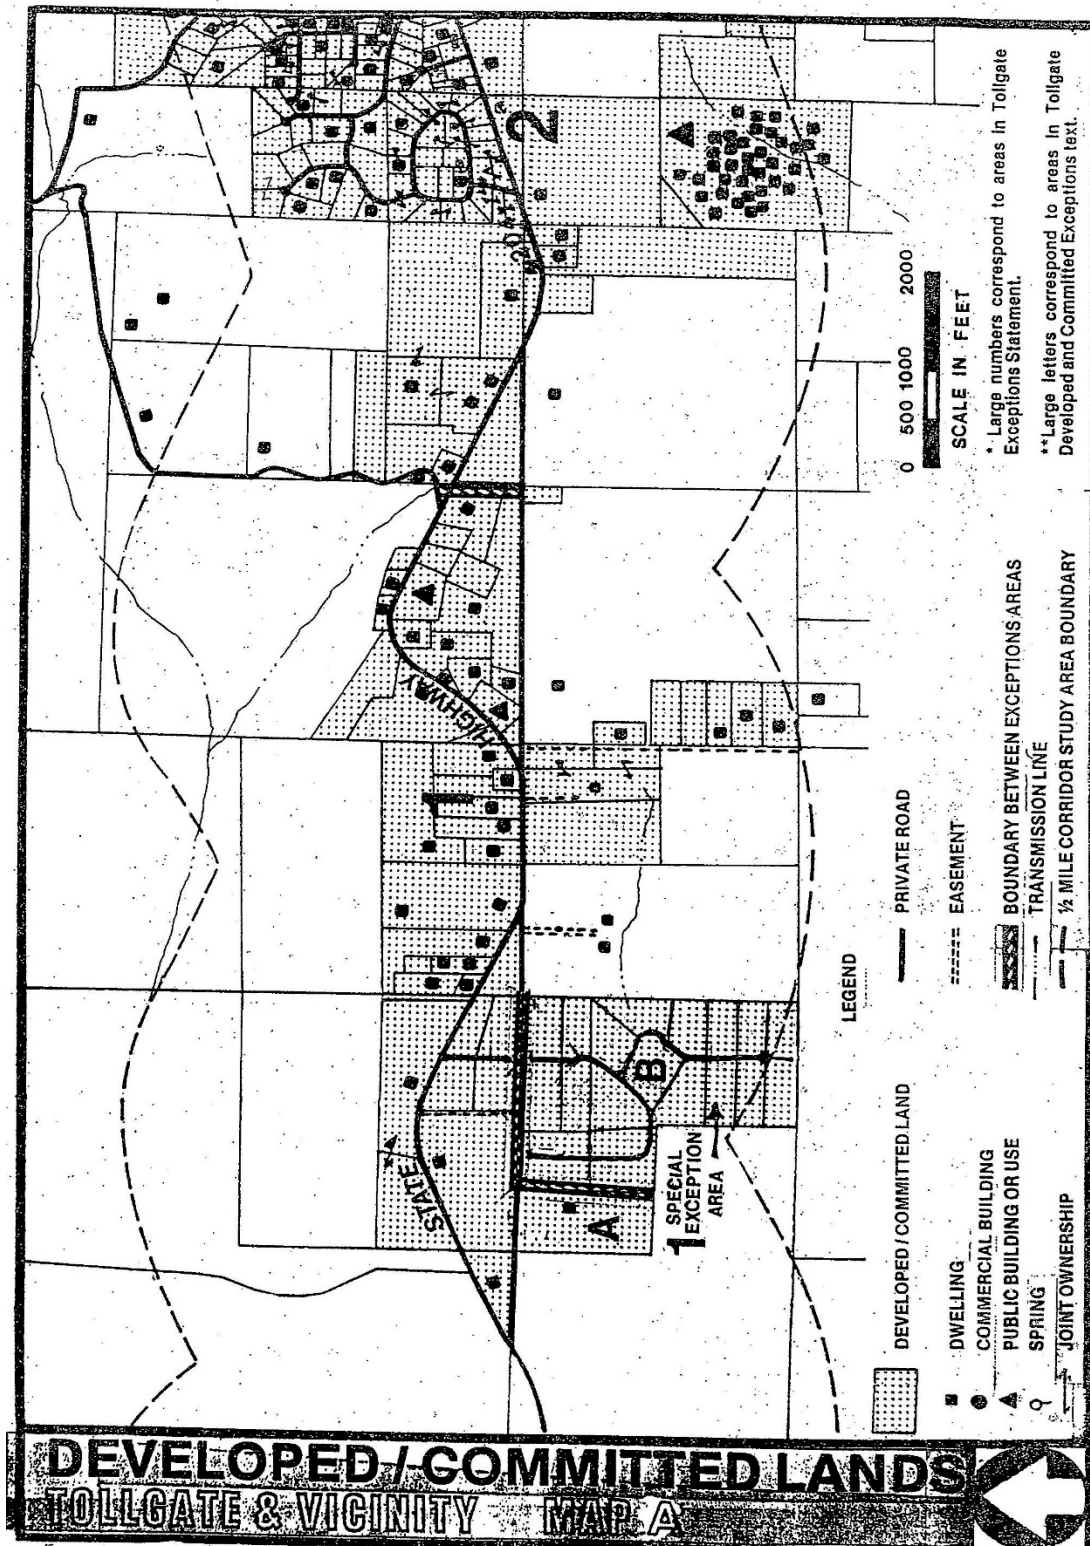 DEVELOPED / COMMITTED LANDS
TOLLGATE & VICINITY MAP A
STATE
HIGHWAY
204
2
A
B
1 SPECIAL
EXCEPTION
AREA
LEGEND
DEVELOPED / COMMITTED LAND
DWELLING
COMMERCIAL BUILDING
PUBLIC BUILDING OR USE
SPRING
JOINT OWNERSHIP
PRIVATE ROAD
EASEMENT
BOUNDARY BETWEEN EXCEPTIONS AREAS
TRANSMISSION LINE
½ MILE CORRIDOR STUDY AREA BOUNDARY
0 500 1000 2000
SCALE IN FEET
* Large numbers correspond to areas in Tollgate
Exceptions Statement.
**Large letters correspond to areas in Tollgate
Developed and Committed Exceptions text.